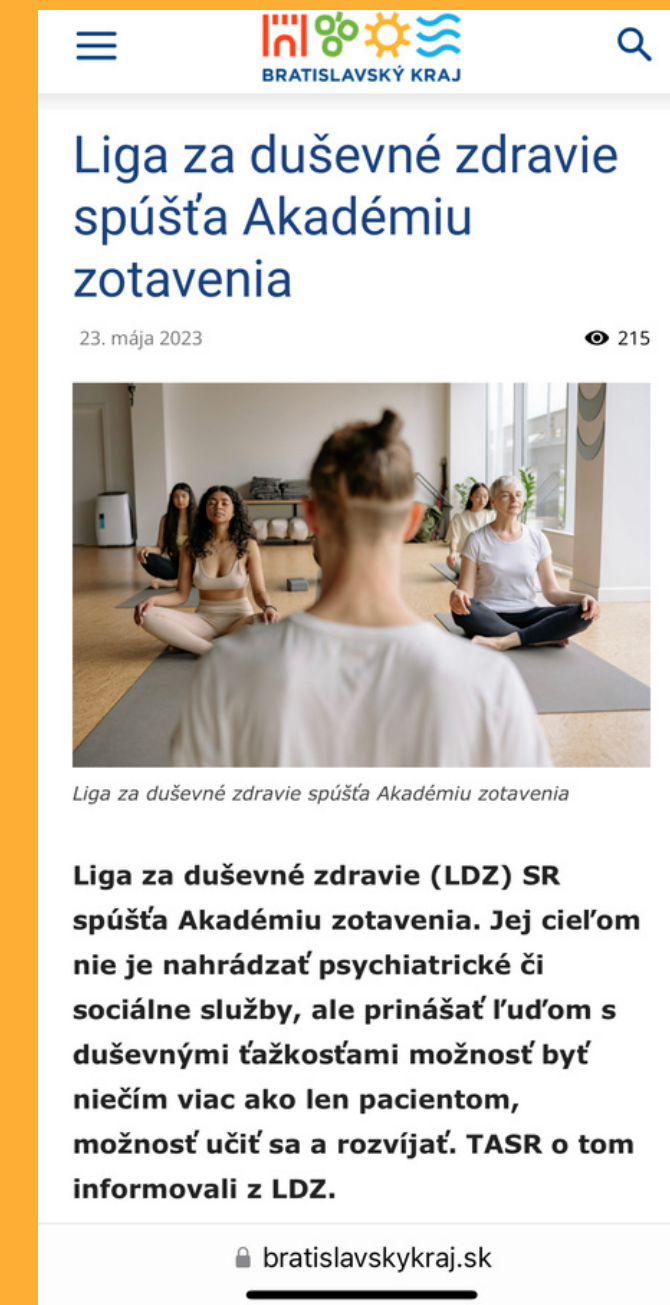 BRATISLAVSKÝ KRAJ
Liga za duševné zdravie
spúšťa Akadémiu
zotavenia
23. mája 2023
215
Liga za duševné zdravie spúšťa Akadémiu zotavenia
Liga za duševné zdravie (LDZ) SR
spúšťa Akadémiu zotavenia. Jej cieľom
nie je nahrádzať psychiatrické či
sociálne služby, ale prinášať ľuďom s
duševnými ťažkosťami možnosť byť
niečím viac ako len pacientom,
možnosť učiť sa a rozvíjať. TASR o tom
informovali z LDZ.
bratislavskykraj.sk